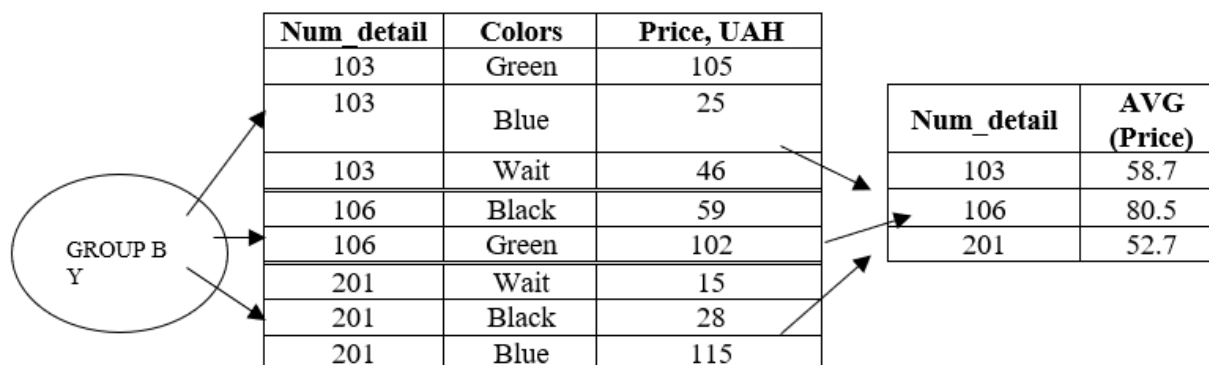 Num_detail Colors Price, UAH
103 Green 105
103 Blue 25
103 Wait 46
106 Black 59
106 Green 102
201 Wait 15
201 Black 28
201 Blue 115
GROUP B
Y
Num_detail AVG
(Price)
103 58.7
106 80.5
201 52.7